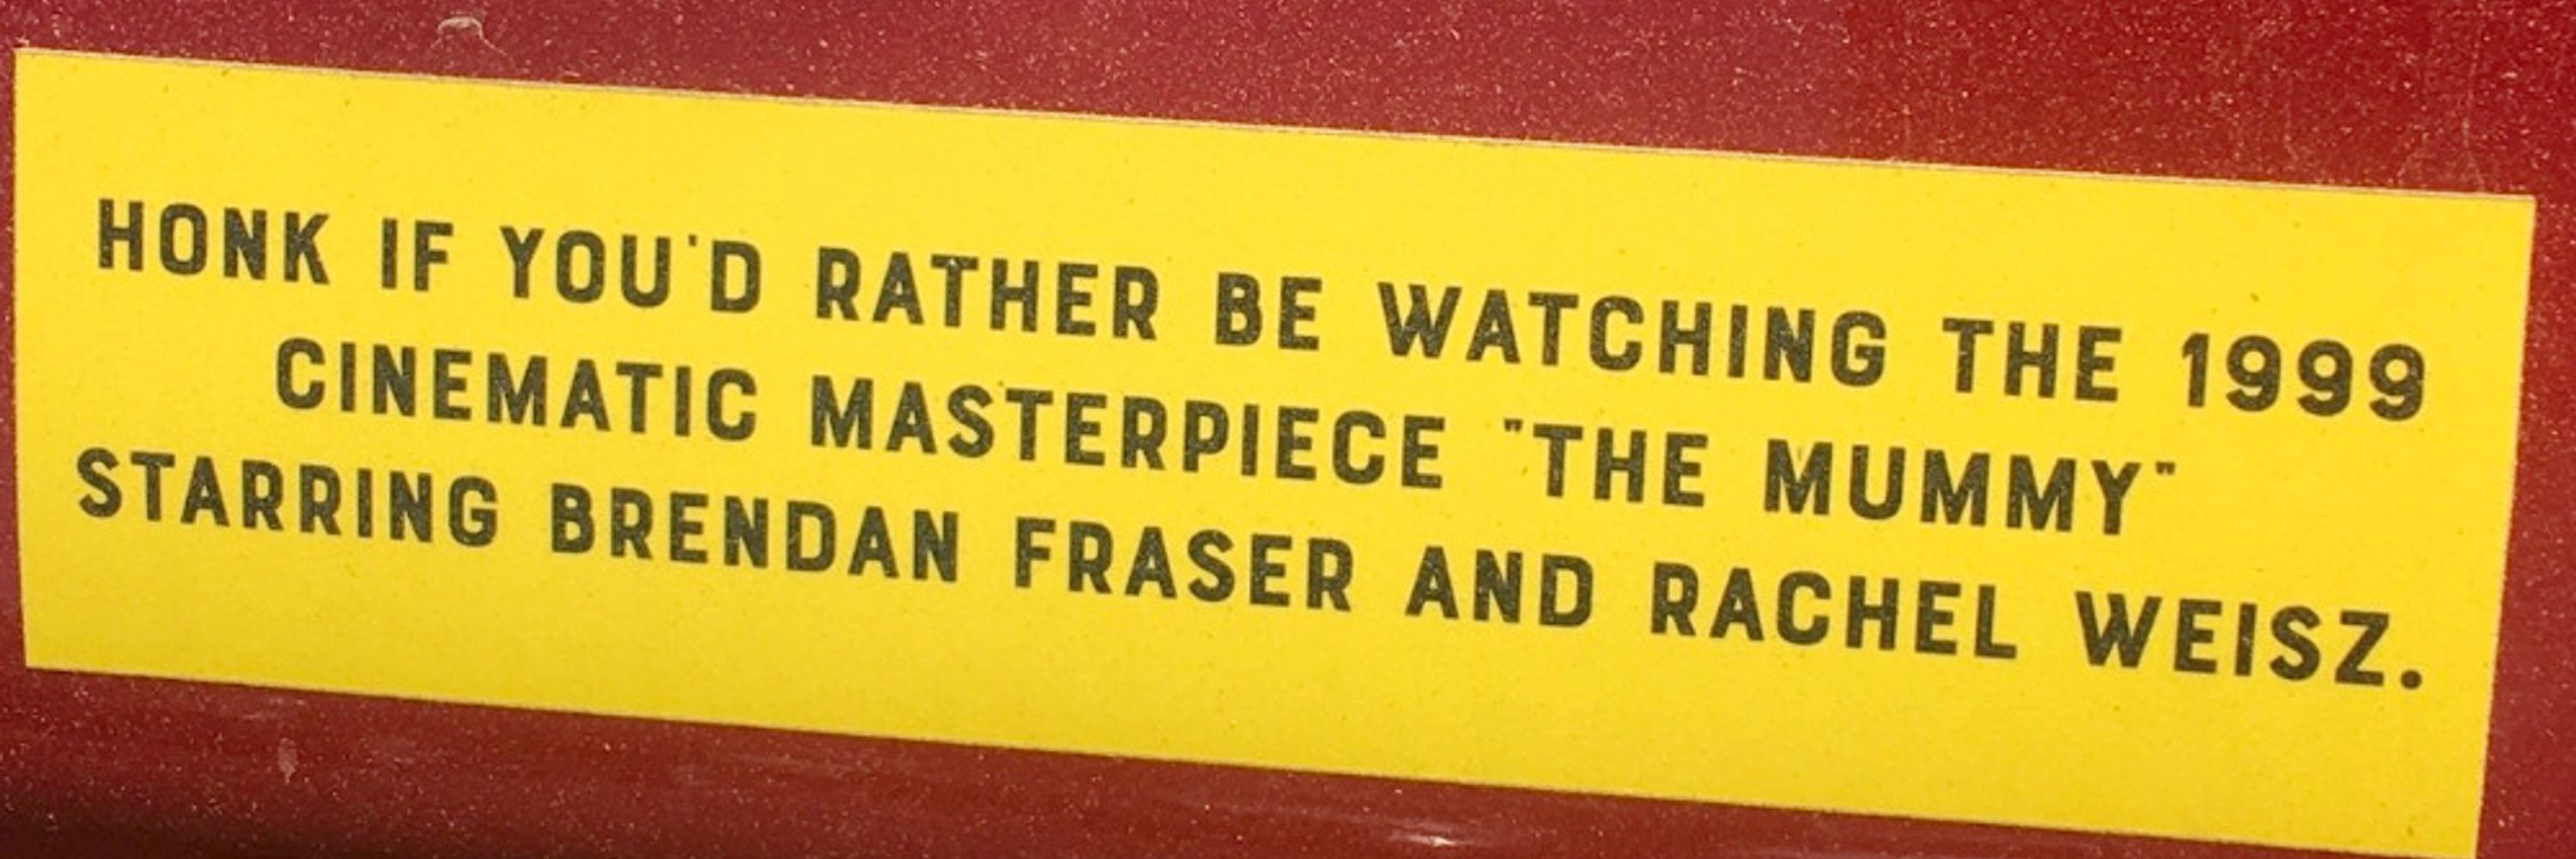 HONK IF YOU'D RATHER BE WATCHING THE 1999
CINEMATIC MASTERPIECE "THE MUMMY"
STARRING BRENDAN FRASER AND RACHEL WEISZ.